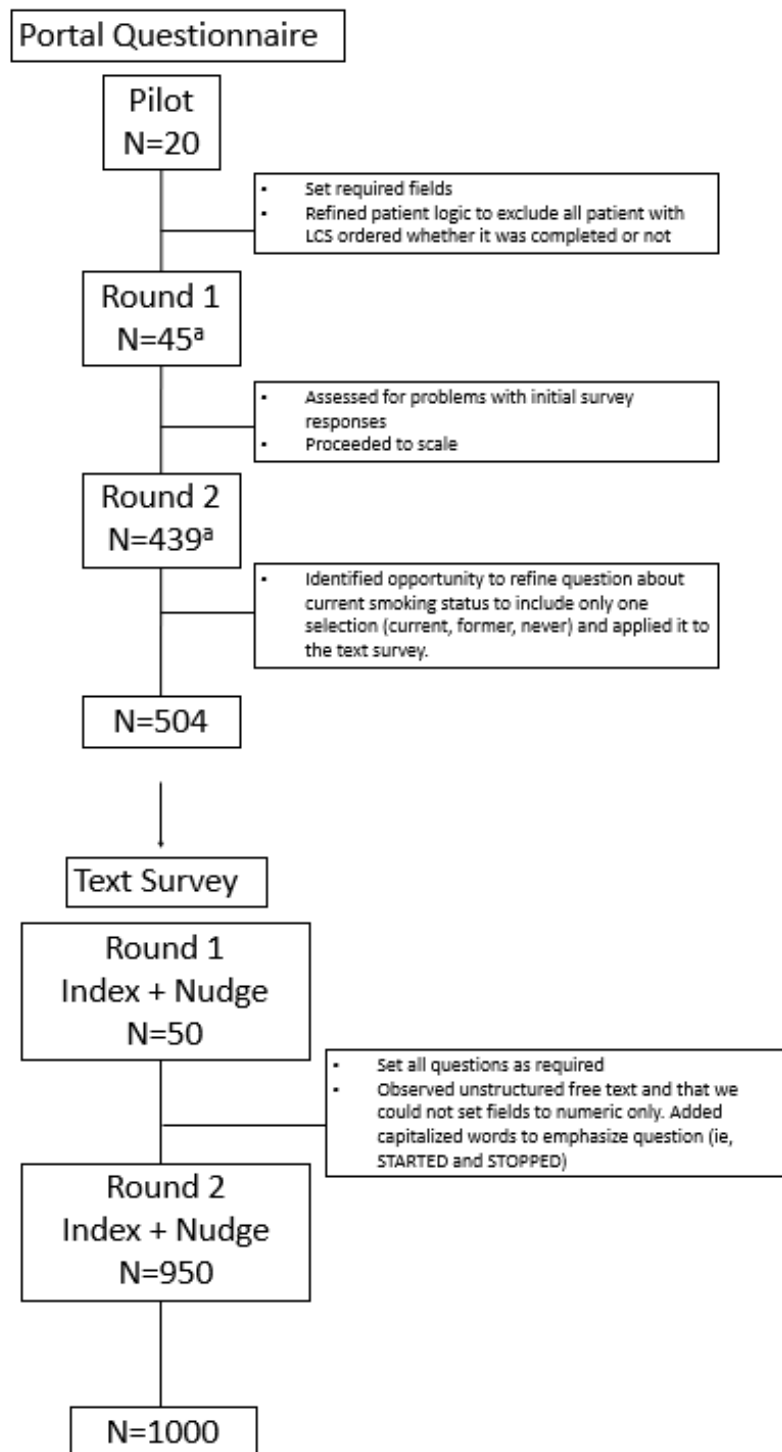 Portal Questionnaire
Pilot
N=20
▪ Set required fields
▪ Refined patient logic to exclude all patient with
LCS ordered whether it was completed or not
Round 1
N=45ª
▪ Assessed for problems with initial survey
responses
▪ Proceeded to scale
Round 2
N=439ª
▪ Identified opportunity to refine question about
current smoking status to include only one
selection (current, former, never) and applied it to
the text survey.
N=504
Text Survey
Round 1
Index + Nudge
N=50
▪ Set all questions as required
▪ Observed unstructured free text and that we
could not set fields to numeric only. Added
capitalized words to emphasize question (ie,
STARTED and STOPPED)
Round 2
Index + Nudge
N=950
N=1000